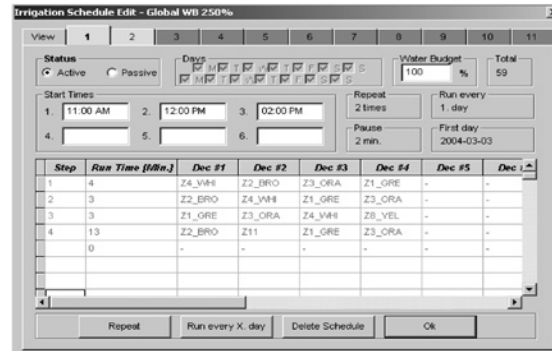 Irrigation Schedule Edit - Global WB 250%
View 1 2 3 4 5 6 7 8 9 10 11
Status Days Water Budget Total
Active Passive M T W T F S S 100 % 59
M T W T F S S
Start Times Repeat Run every
1. 11:00 AM 2. 12:00 PM 3. 02:00 PM 2 times 1. day
Pause First day
4. 5. 6. 2 min. 2004-03-03
Step Run Time [Min.] Dec #1 Dec #2 Dec #3 Dec #4 Dec #5 Dec
1 4 Z4_WHI Z2_BRO Z3_ORA Z1_GRE -
2 3 Z2_BRO Z4_WHI Z1_GRE Z3_ORA - -
3 3 Z1_GRE Z3_ORA Z4_WHI Z8_YEL - -
4 13 Z2_BRO Z11 Z1_GRE Z3_ORA - -
0 - - - - - -
Repeat Run every X. day Delete Schedule Ok